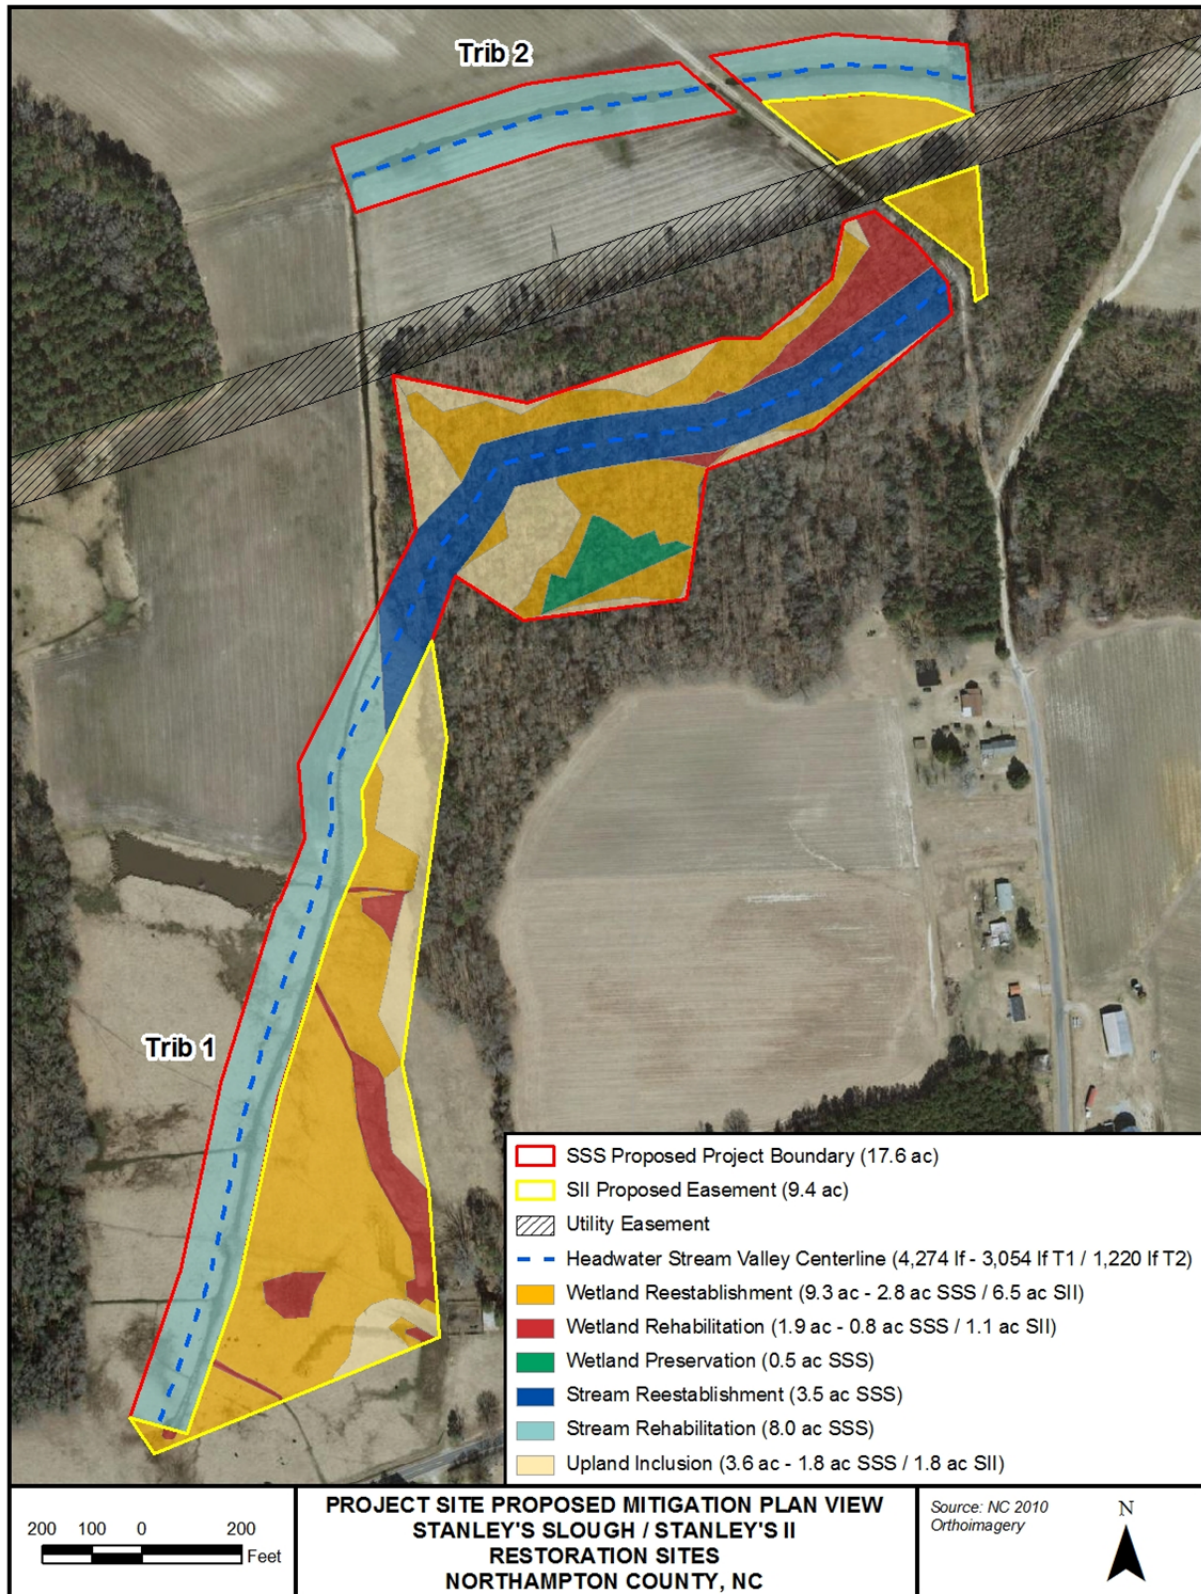 Trib 2
Trib 1
SSS Proposed Project Boundary (17.6 ac)
SII Proposed Easement (9.4 ac)
Utility Easement
Headwater Stream Valley Centerline (4,274 lf - 3,054 lf T1 / 1,220 lf T2)
Wetland Reestablishment (9.3 ac - 2.8 ac SSS / 6.5 ac SII)
Wetland Rehabilitation (1.9 ac - 0.8 ac SSS / 1.1 ac SII)
Wetland Preservation (0.5 ac SSS)
Stream Reestablishment (3.5 ac SSS)
Stream Rehabilitation (8.0 ac SSS)
Upland Inclusion (3.6 ac - 1.8 ac SSS / 1.8 ac SII)
200 100 0 200
Feet
PROJECT SITE PROPOSED MITIGATION PLAN VIEW
STANLEY'S SLOUGH / STANLEY'S II
RESTORATION SITES
NORTHAMPTON COUNTY, NC
Source: NC 2010
Orthoimagery
N